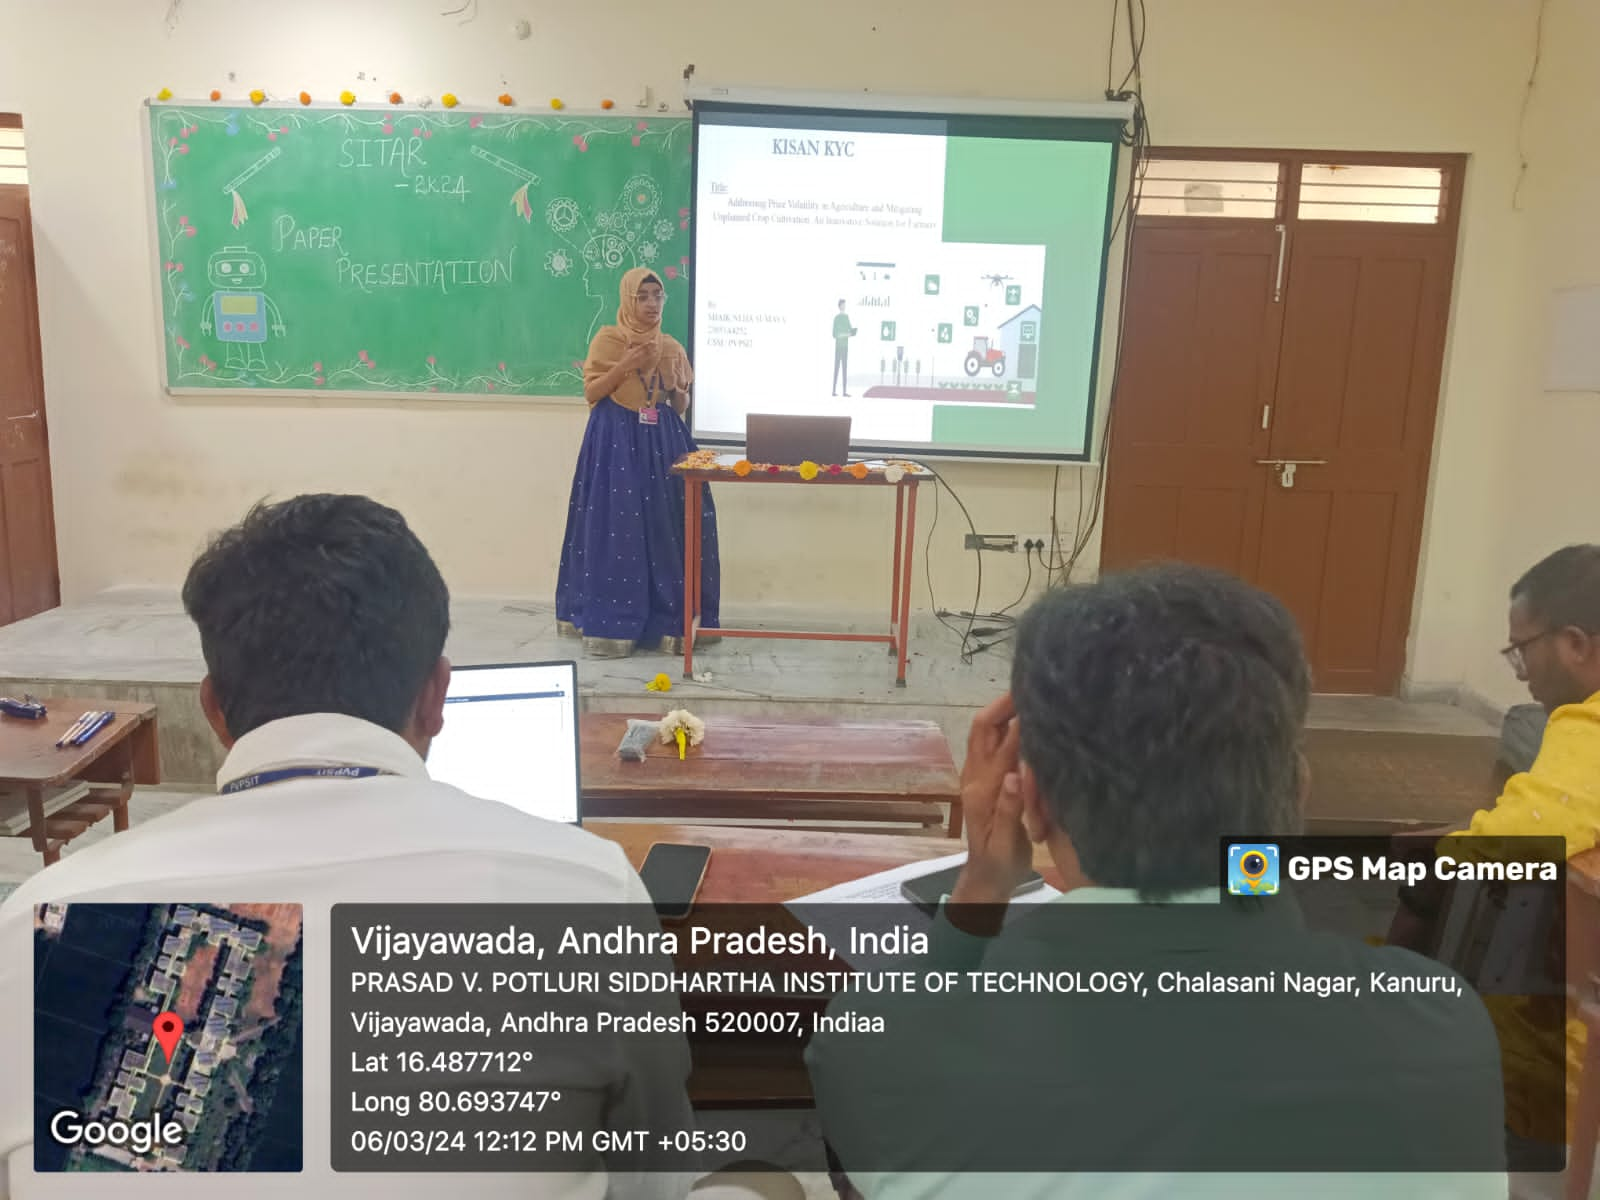 SITAR
- 2K24
PAPER
PRESENTATION
KISAN KYC
Title:
Addressing Price Volatility in Agriculture and Mitigating
Unplanned Crop Cultivation: An Innovative Solution for Farmers
By
CSM / PVPSIT
PVPSIT
PVPSIT
GPS Map Camera
Vijayawada, Andhra Pradesh, India
PRASAD V. POTLURI SIDDHARTHA INSTITUTE OF TECHNOLOGY, Chalasani Nagar, Kanuru,
Vijayawada, Andhra Pradesh 520007, Indiaa
Lat 16.487712°
Long 80.693747°
06/03/24 12:12 PM GMT +05:30
Google